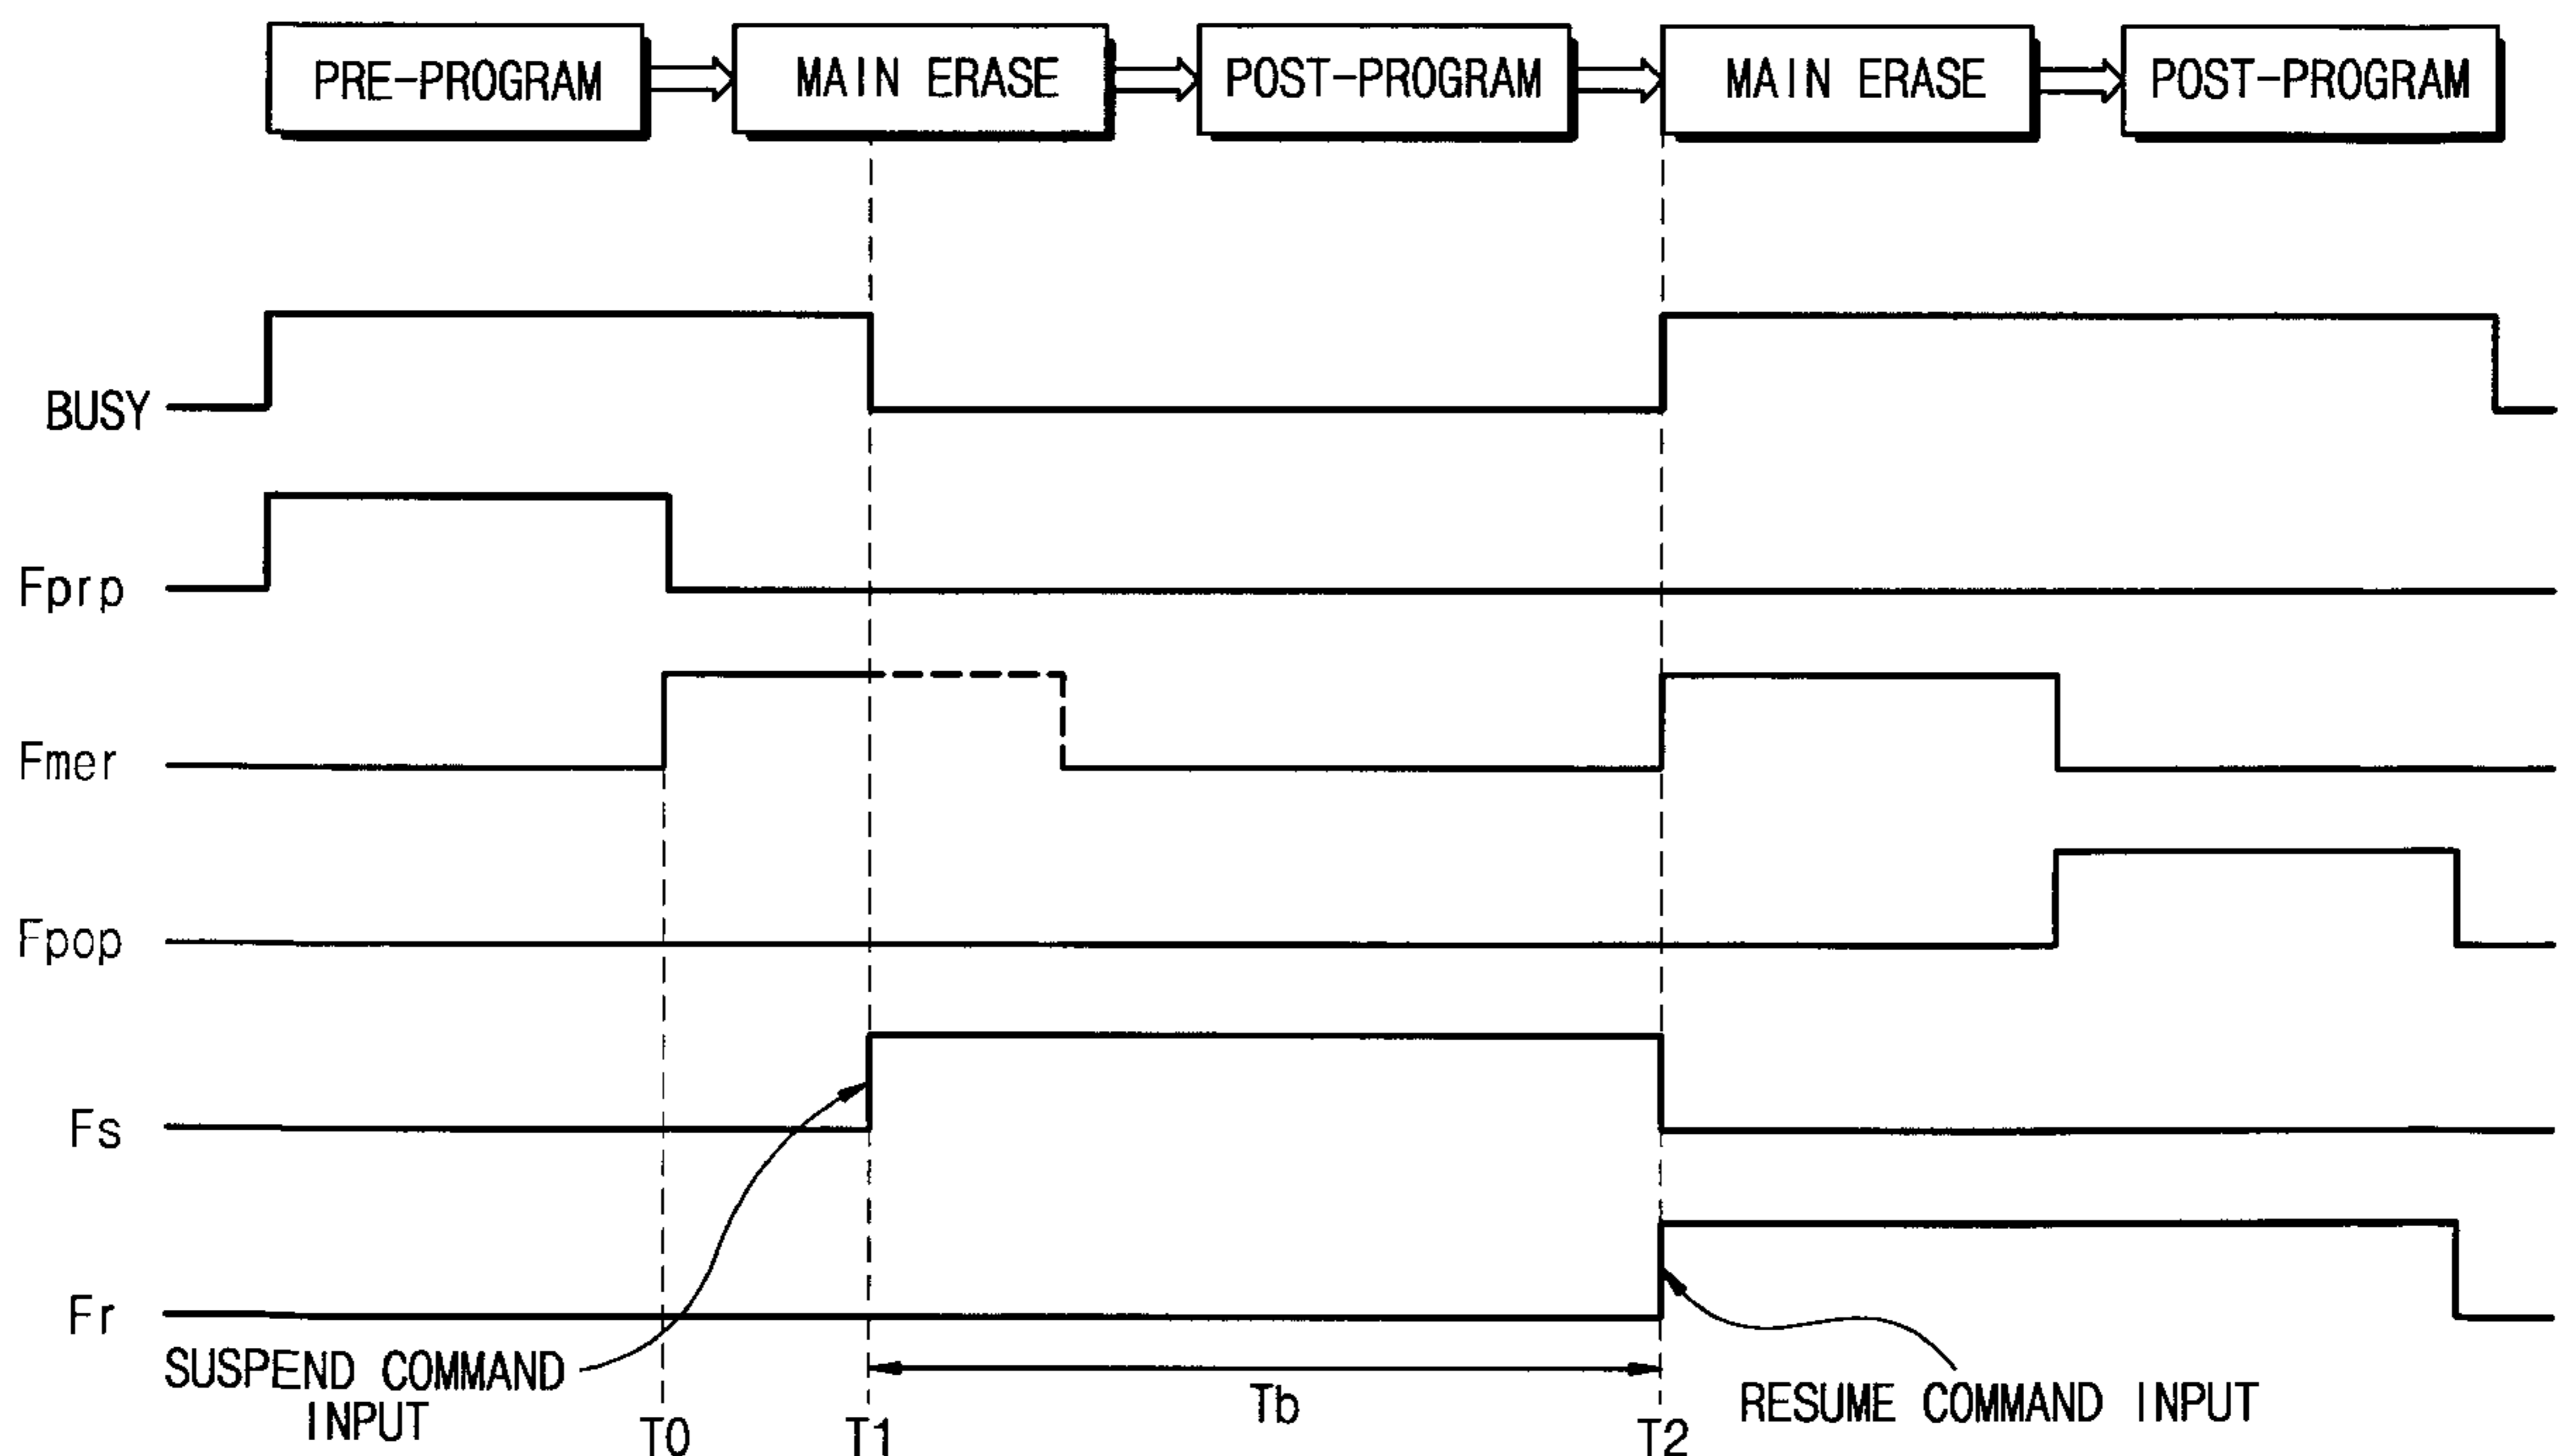 PRE-PROGRAM
MAIN ERASE
POST-PROGRAM
MAIN ERASE
POST-PROGRAM
BUSY
Fprp
Fmer
Fpop
Fs
Fr
SUSPEND COMMAND
INPUT
T0
T1
Tb
T2
RESUME COMMAND INPUT